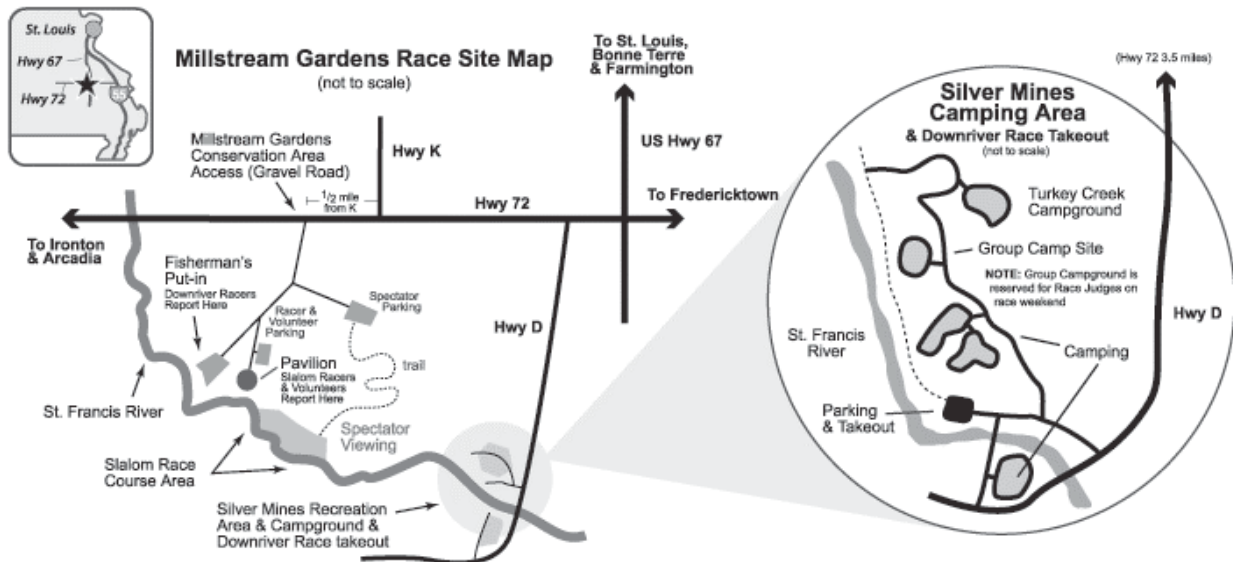 St. Louis
Hwy 67
Hwy 72
55
Millstream Gardens Race Site Map
(not to scale)
To St. Louis,
Bonne Terre
& Farmington
US Hwy 67
To Fredericktown
Hwy K
Millstream Gardens
Conservation Area
Access (Gravel Road)
1/2 mile
from K
Hwy 72
To Ironton
& Arcadia
Fisherman's
Put-in
Downriver Racers
Report Here
Racer &
Volunteer
Parking
Spectator
Parking
trail
Pavilion
Slalom Racers
& Volunteers
Report Here
Hwy D
St. Francis River
Spectator
Viewing
Slalom Race
Course Area
Silver Mines Recreation
Area & Campground &
Downriver Race takeout
(Hwy 72 3.5 miles)
Silver Mines
Camping Area
& Downriver Race Takeout
(not to scale)
Turkey Creek
Campground
Group Camp Site
NOTE: Group Campground is
reserved for Race Judges on
race weekend
Hwy D
St. Francis
River
Camping
Parking
& Takeout